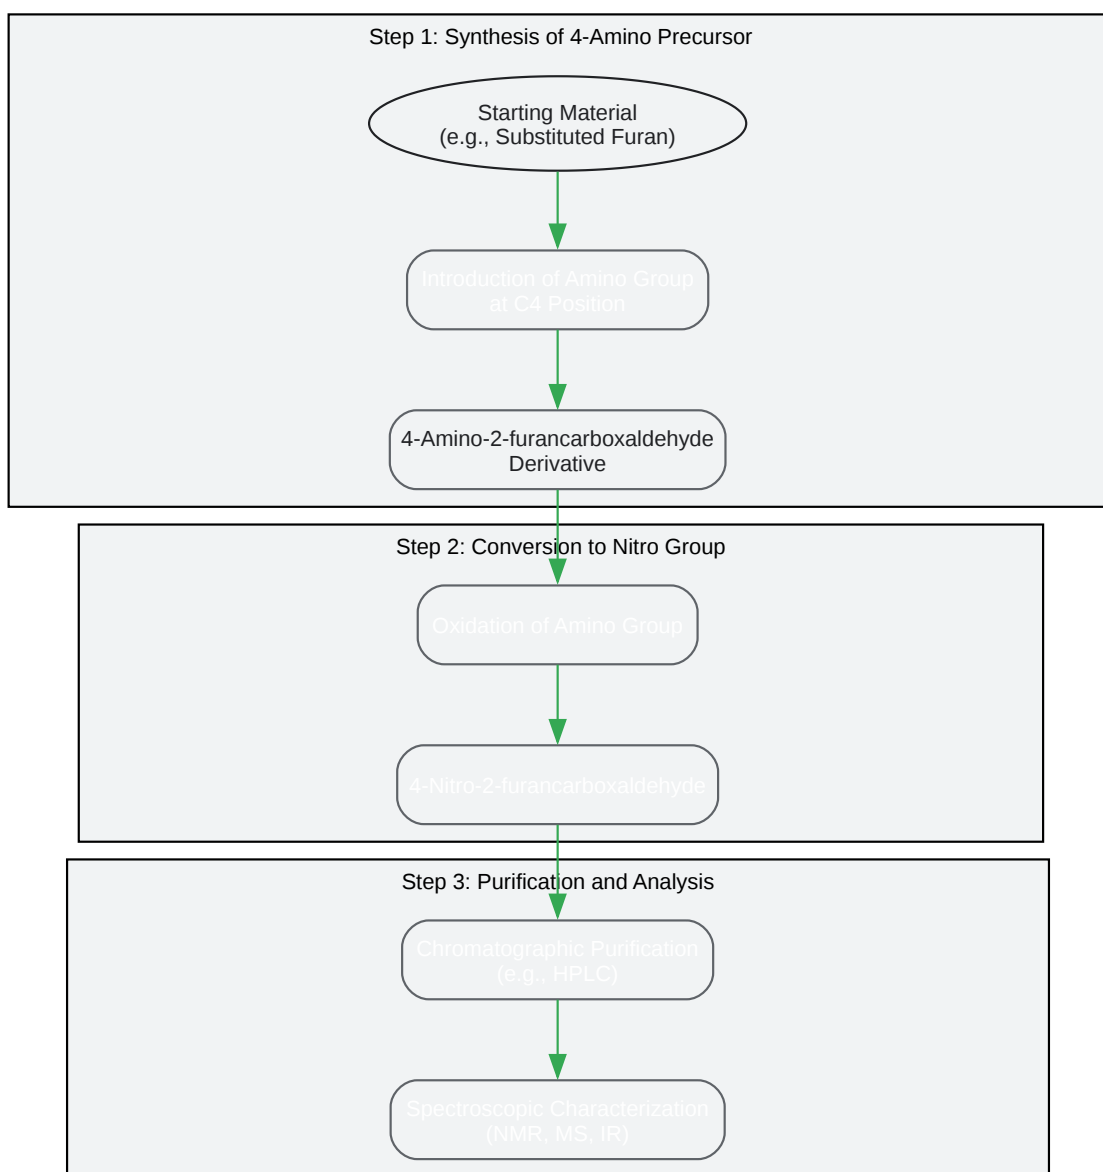 Step 1: Synthesis of 4-Amino Precursor
Starting Material
(e.g., Substituted Furan)
Introduction of Amino Group
at C4 Position
4-Amino-2-furancarboxaldehyde
Derivative
Step 2: Conversion to Nitro Group
Oxidation of Amino Group
4-Nitro-2-furancarboxaldehyde
Step 3: Purification and Analysis
Chromatographic Purification
(e.g., HPLC)
Spectroscopic Characterization
(NMR, MS, IR)